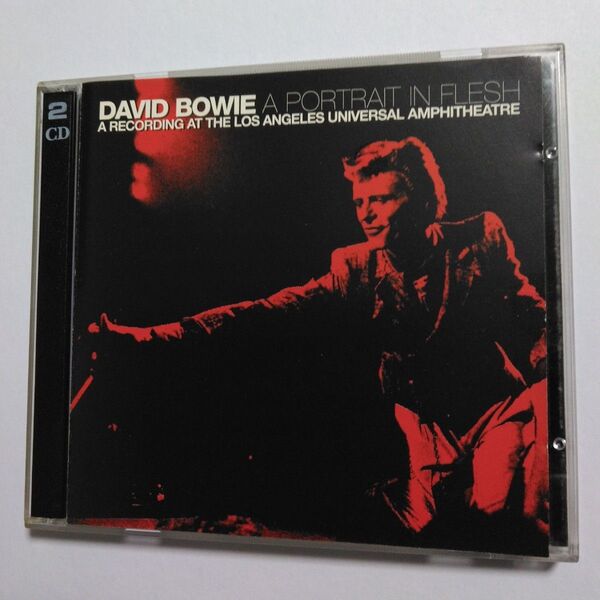 2
CD
DAVID BOWIE A PORTRAIT IN FLESH
A RECORDING AT THE LOS ANGELES UNIVERSAL AMPHITHEATRE